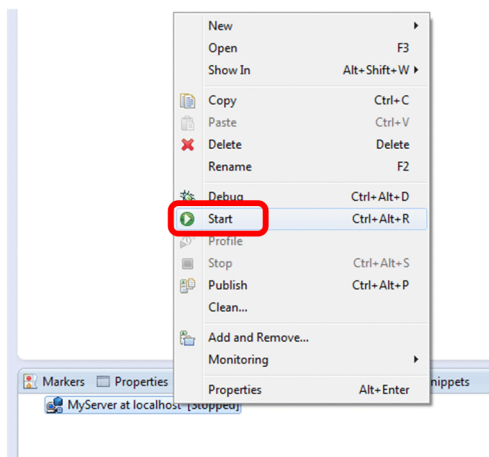 New
Open F3
Show In Alt+Shift+W
Copy Ctrl+C
Paste Ctrl+V
Delete Delete
Rename F2
Debug Ctrl+Alt+D
Start Ctrl+Alt+R
Profile
Stop Ctrl+Alt+S
Publish Ctrl+Alt+P
Clean...
Add and Remove...
Monitoring
Properties Alt+Enter
Markers Properties nippets
MyServer at localhost [Stopped]